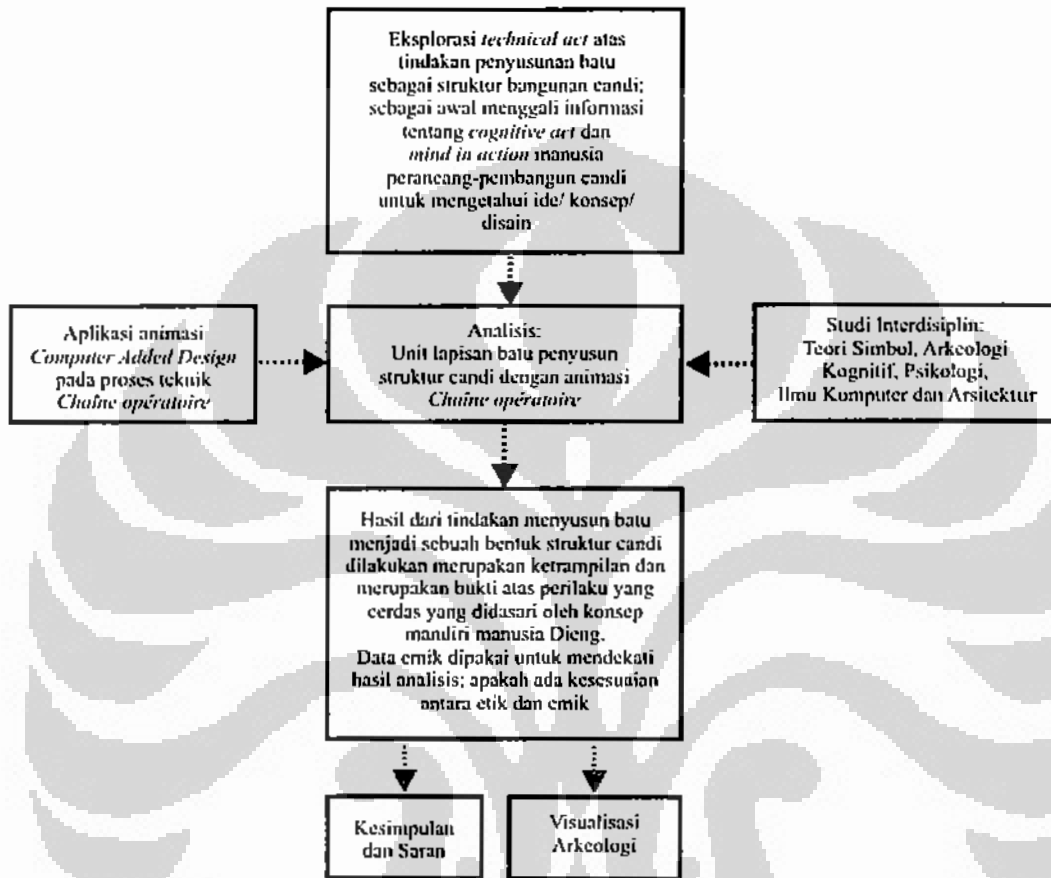 Eksplorasi technical act atas
tindakan penyusunan batu
sebagai struktur bangunan candi;
sebagai awal menggali informasi
tentang cognitive act dan
mind in action manusia
perancang-pembangun candi
untuk mengetahui ide/ konsep/
disain
Aplikasi animasi
Computer Added Design
pada proses teknik
Chaîne opératoire
Analisis:
Unit lapisan batu penyusun
struktur candi dengan animasi
Chaîne opératoire
Studi Interdisiplin:
Teori Simbol, Arkeologi
Kognitif, Psikologi,
Ilmu Komputer dan Arsitektur
Hasil dari tindakan menyusun batu
menjadi sebuah bentuk struktur candi
dilakukan merupakan ketrampilan dan
merupakan bukti atas perilaku yang
cerdas yang didasari oleh konsep
mandiri manusia Dieng.
Data emik dipakai untuk mendekati
hasil analisis; apakah ada kesesuaian
antara etik dan emik
Kesimpulan
dan Saran
Visualisasi
Arkeologi